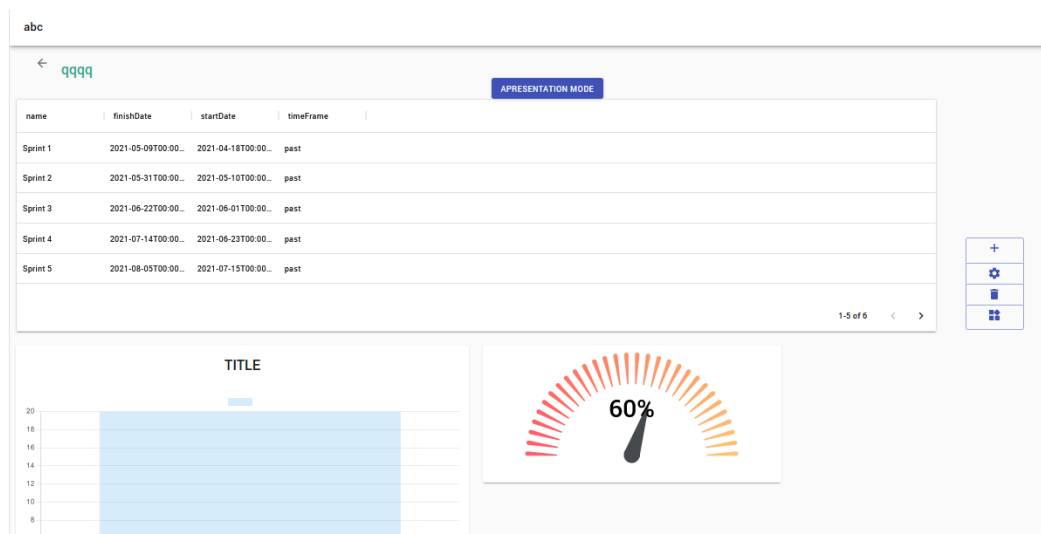 abc
qqqq
APRESENTATION MODE
name finishDate startDate timeFrame
Sprint 1 2021-05-09T00:00... 2021-04-18T00:00... past
Sprint 2 2021-05-31T00:00... 2021-05-10T00:00... past
Sprint 3 2021-06-22T00:00... 2021-06-01T00:00... past
Sprint 4 2021-07-14T00:00... 2021-06-23T00:00... past
Sprint 5 2021-08-05T00:00... 2021-07-15T00:00... past
1-5 of 6
TITLE
20
18
16
14
12
10
8
60%